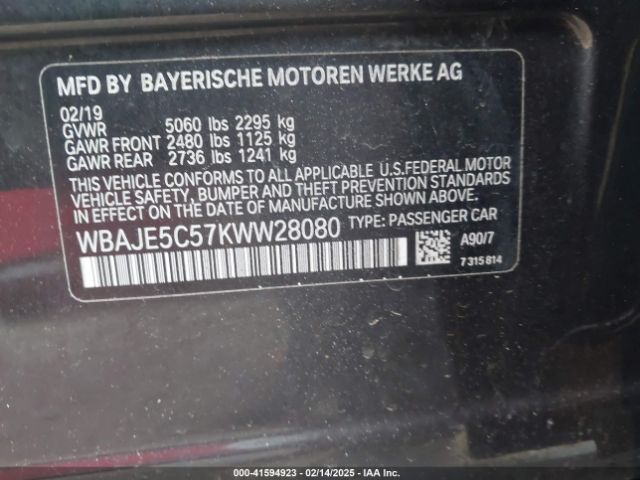 MFD BY BAYERISCHE MOTOREN WERKE AG
02/19
GVWR 5060 lbs 2295 kg
GAWR FRONT 2480 lbs 1125 kg
GAWR REAR 2736 lbs 1241 kg
THIS VEHICLE CONFORMS TO ALL APPLICABLE U.S.FEDERAL MOTOR
VEHICLE SAFETY, BUMPER AND THEFT PREVENTION STANDARDS
IN EFFECT ON THE DATE OF MANUFACTURE SHOWN ABOVE.
WBAJE5C57KWW28080 TYPE: PASSENGER CAR
A90/7
7 315 814
000-41594923 - 02/14/2025 - IAA Inc.